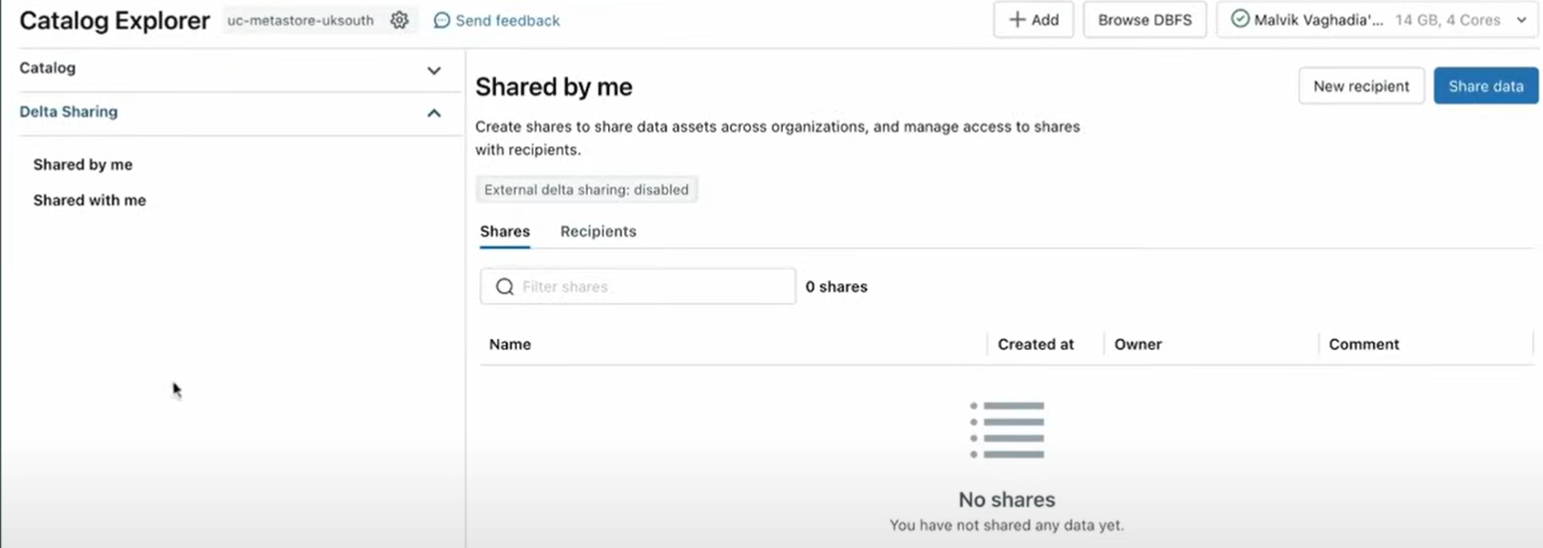 Catalog Explorer uc-metastore-uksouth Send feedback + Add Browse DBFS Malvik Vaghadia'... 14 GB, 4 Cores
Catalog
Delta Sharing
Shared by me
Shared with me
Shared by me New recipient Share data
Create shares to share data assets across organizations, and manage access to shares
with recipients.
External delta sharing: disabled
Shares Recipients
Filter shares 0 shares
Name Created at Owner Comment
No shares
You have not shared any data yet.